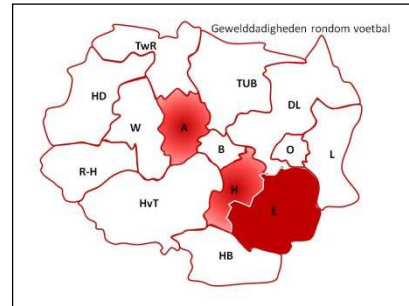 Gewelddadigheden rondom voetbal
TwR
TUB
HD
DL
W
A
B
O
L
R-H
H
HvT
E
HB